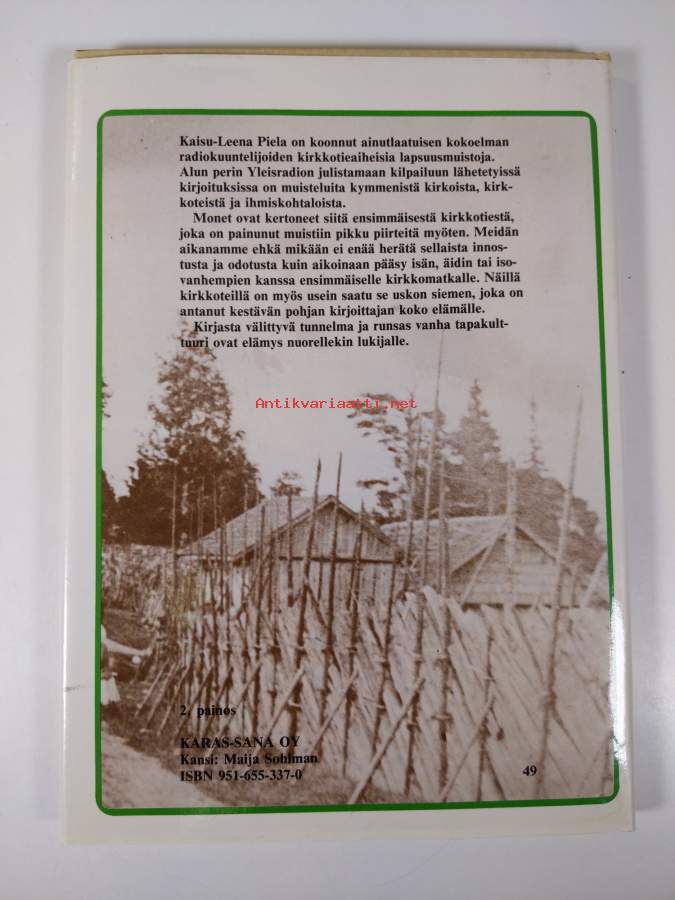 Kaisu-Leena Piela on koonnut ainutlaatuisen kokoelman
radiokuuntelijoiden kirkkotieaiheisia lapsuusmuistoja.
Alun perin Yleisradion julistamaan kilpailuun lähetetyissä
kirjoituksissa on muisteluita kymmenistä kirkoista, kirk-
koteistä ja ihmiskohtaloista.
Monet ovat kertoneet siitä ensimmäisestä kirkkotiestä,
joka on painunut muistiin pikku piirteitä myöten. Meidän
aikanamme ehkä mikään ei enää herätä sellaista innos-
tusta ja odotusta kuin aikoinaan pääsy isän, äidin tai iso-
vanhempien kanssa ensimmäiselle kirkkomatkalle. Näillä
kirkkoteillä on myös usein saatu se uskon siemen, joka on
antanut kestävän pohjan kirjoittajan koko elämälle.
Kirjasta välittyvä tunnelma ja runsas vanha tapakult-
tuuri ovat elämys nuorellekin lukijalle.
Antikvariaatti.net
2. painos
KARAS-SANA OY
Kansi: Maija Sohlman
ISBN 951-655-337-0
49